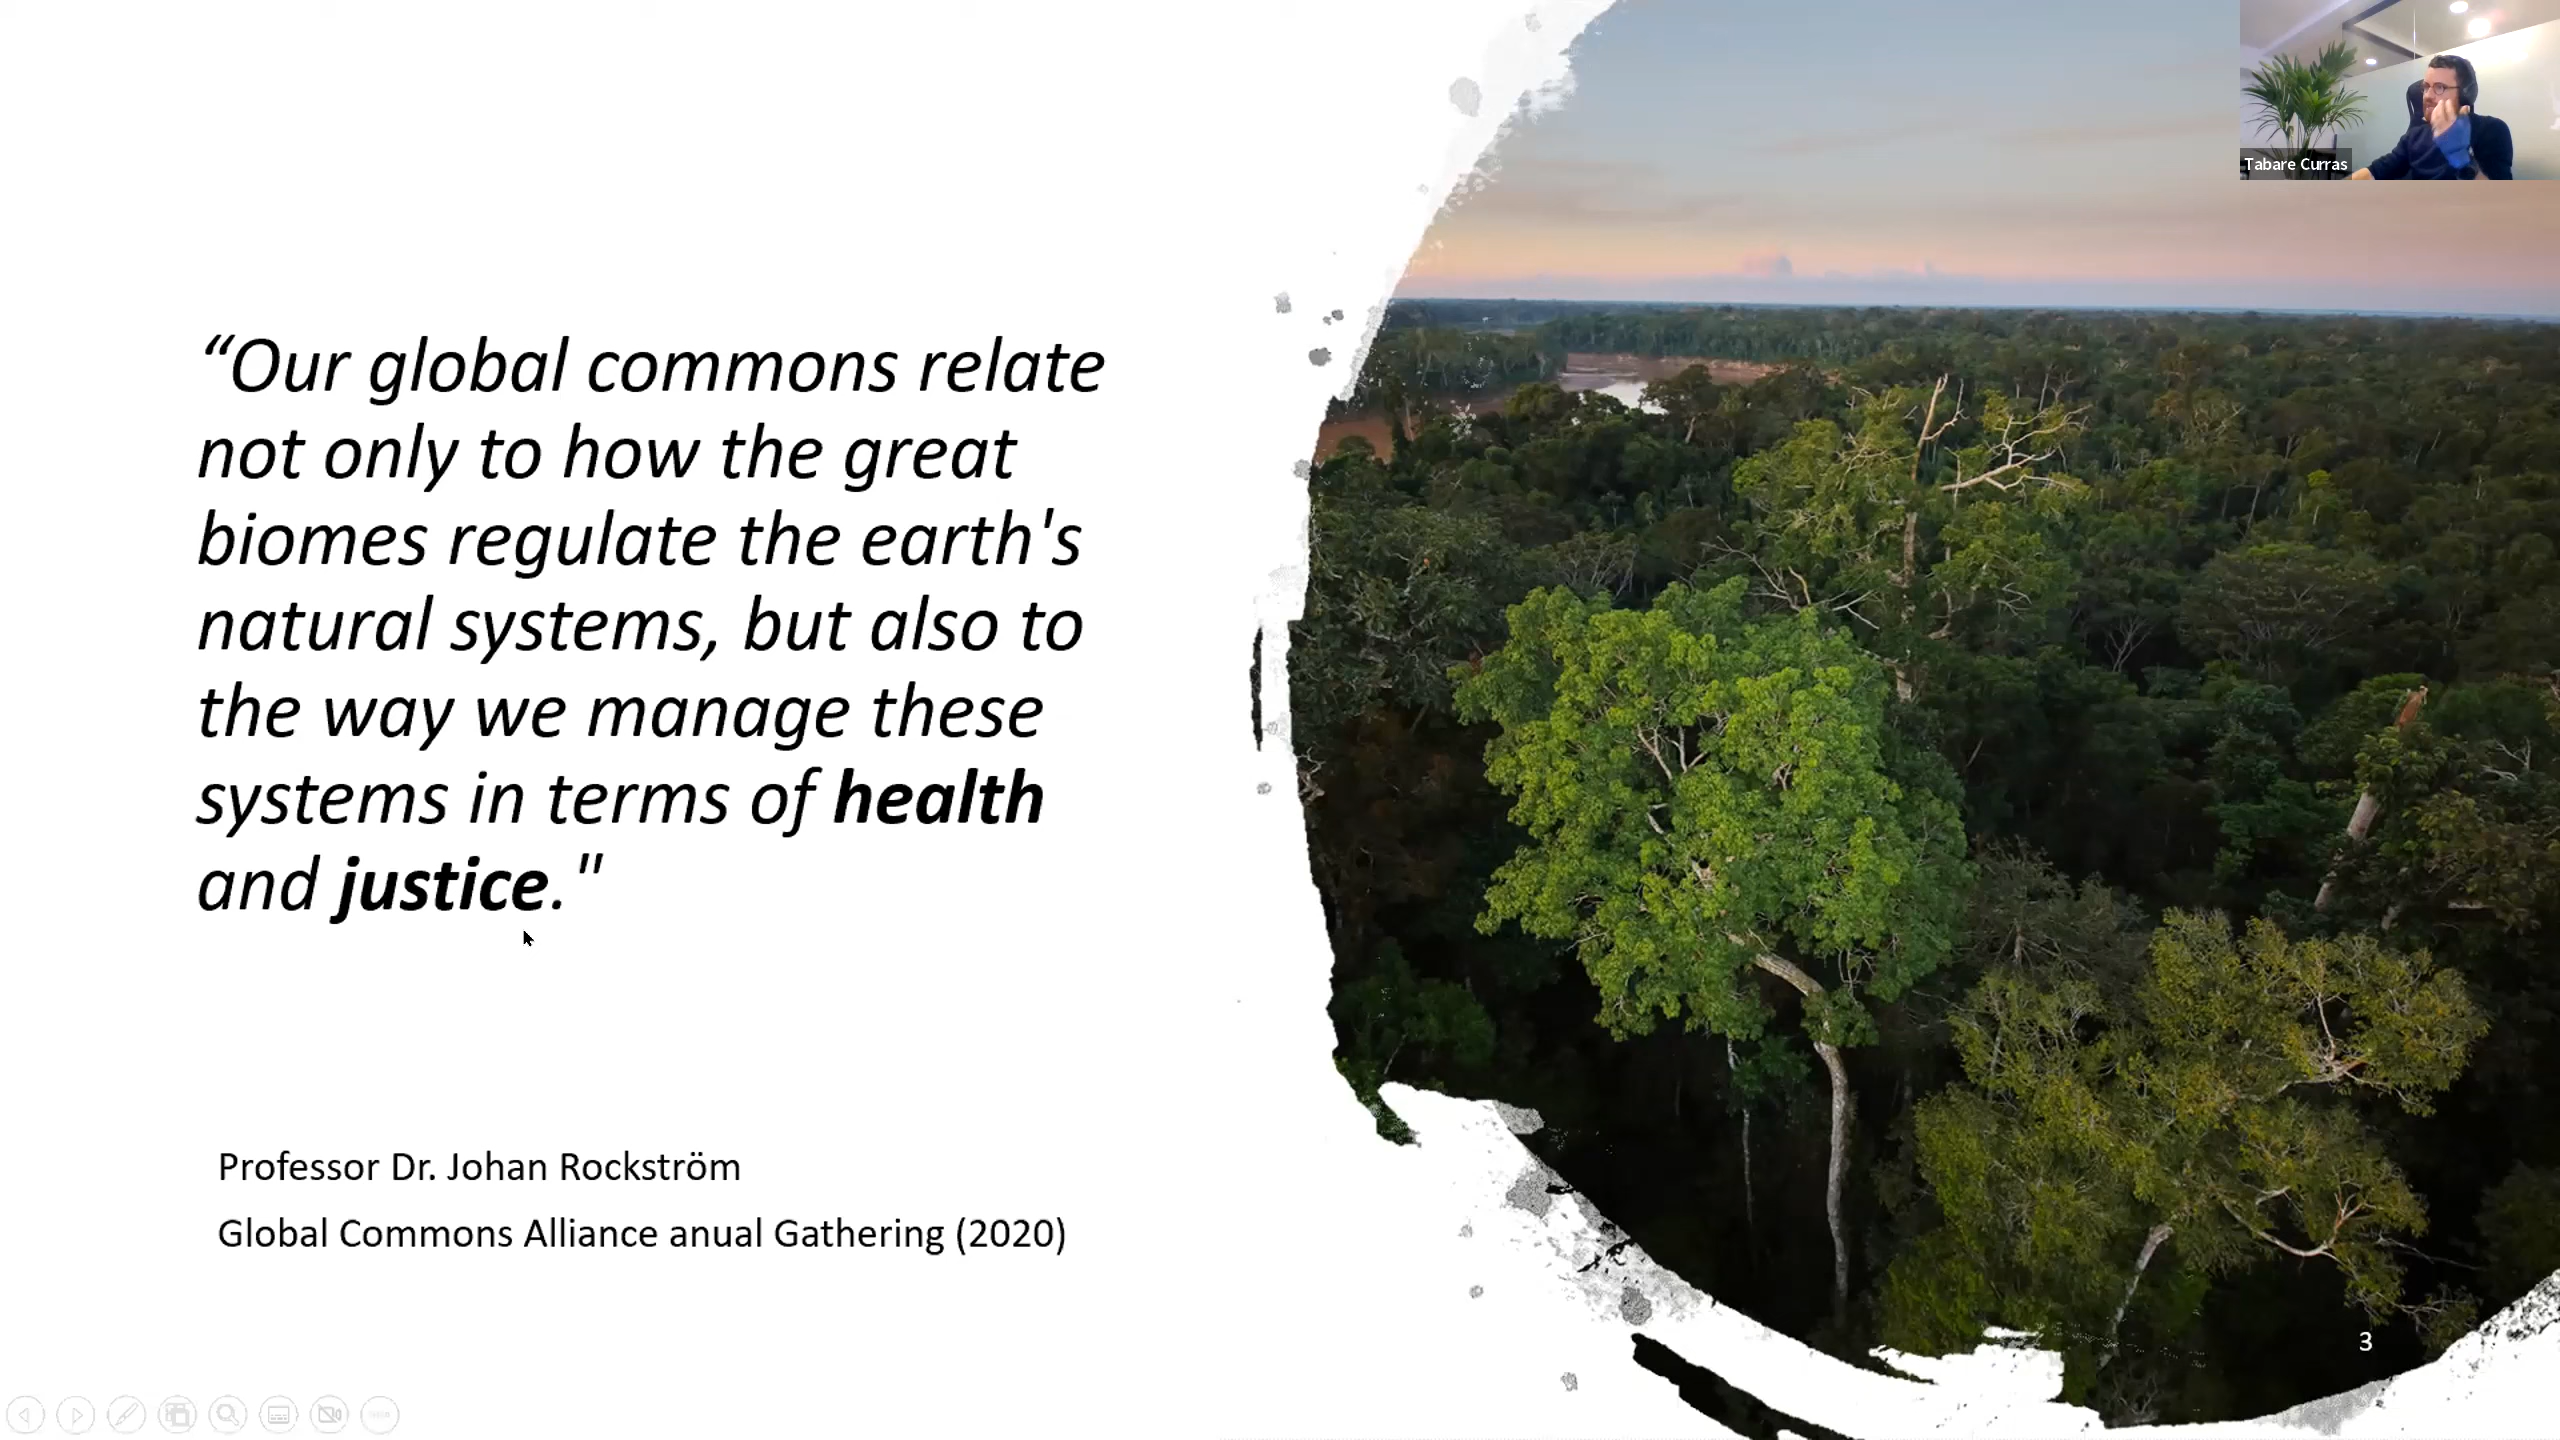 “Our global commons relate
not only to how the great
biomes regulate the earth's
natural systems, but also to
the way we manage these
systems in terms of health
and justice."
Professor Dr. Johan Rockström
Global Commons Alliance anual Gathering (2020)
Tabare Curras
3